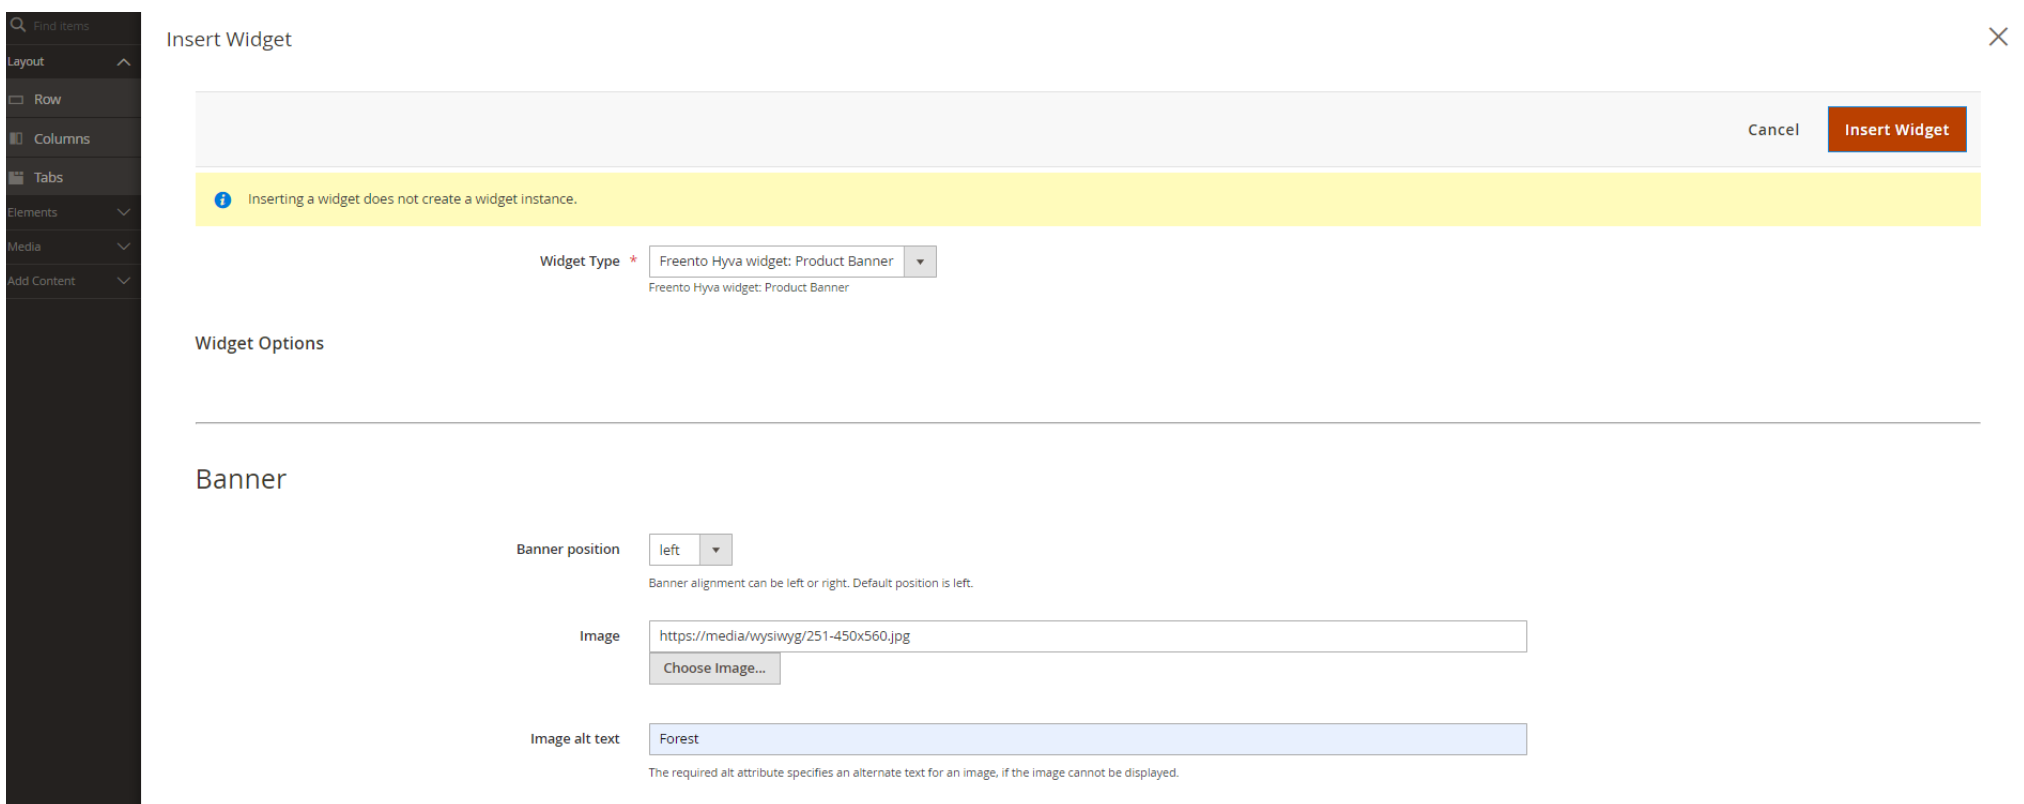 Find items
Insert Widget
Layout
Row
Columns
Tabs
Elements
Media
Add Content
Cancel
Insert Widget
Inserting a widget does not create a widget instance.
Widget Type * Freento Hyva widget: Product Banner
Freento Hyva widget: Product Banner
Widget Options
Banner
Banner position left
Banner alignment can be left or right. Default position is left.
Image https://media/wysiwyg/251-450x560.jpg
Choose Image...
Image alt text Forest
The required alt attribute specifies an alternate text for an image, if the image cannot be displayed.